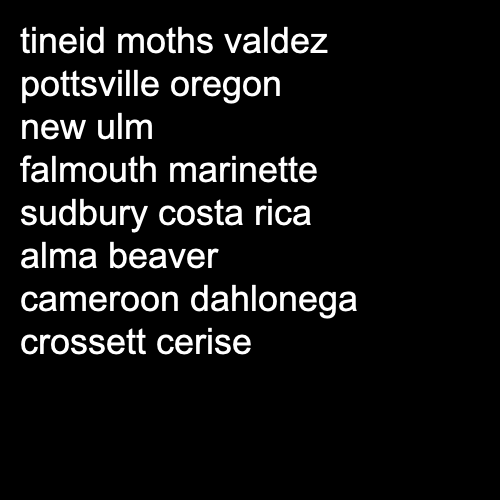 tineid moths valdez
pottsville oregon
new ulm
falmouth marinette
sudbury costa rica
alma beaver
cameroon dahlonega
crossett cerise